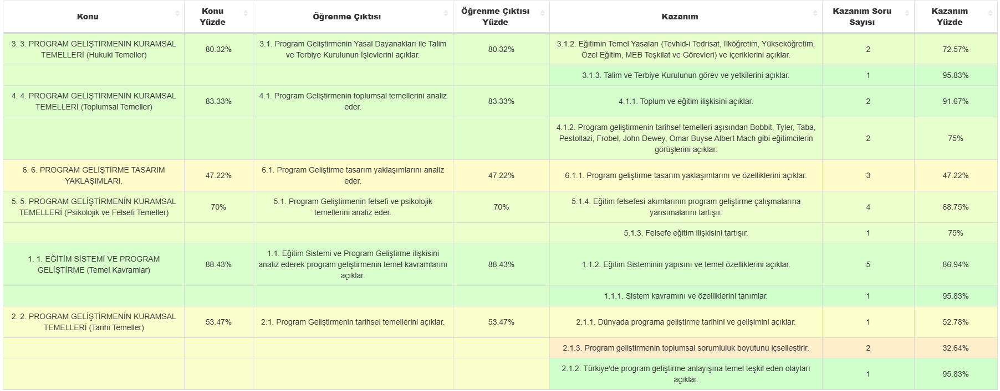 Konu
Konu
Yüzde
Öğrenme Çıktısı
Öğrenme Çıktısı
Yüzde
Kazanım
Kazanım Soru
Sayısı
Kazanım
Yüzde
3. 3. PROGRAM GELİŞTİRMENİN KURAMSAL
TEMELLERİ (Hukuki Temeller)
80.32%
3.1. Program Geliştirmenin Yasal Dayanakları ile Talim
ve Terbiye Kurulunun İşlevlerini açıklar.
80.32%
3.1.2. Eğitimin Temel Yasaları (Tevhid-i Tedrisat, İlköğretim, Yükseköğretim,
Özel Eğitim, MEB Teşkilat ve Görevleri) ve içeriklerini açıklar.
2
72.57%
3.1.3. Talim ve Terbiye Kurulunun görev ve yetkilerini açıklar.
1
95.83%
4. 4. PROGRAM GELİŞTİRMENİN KURAMSAL
TEMELLERİ (Toplumsal Temeller)
83.33%
4.1. Program Geliştirmenin toplumsal temellerini analiz
eder.
83.33%
4.1.1. Toplum ve eğitim ilişkisini açıklar.
2
91.67%
4.1.2. Program geliştirmenin tarihsel temelleri aşısından Bobbit, Tyler, Taba,
Pestollazi, Frobel, John Dewey, Omar Buyse Albert Mach gibi eğitimcilerin
görüşlerini açıklar.
2
75%
6. 6. PROGRAM GELİŞTİRME TASARIM
YAKLAŞIMLARI.
47.22%
6.1. Program Geliştirme tasarım yaklaşımlarını analiz
eder.
47.22%
6.1.1. Program geliştirme tasarım yaklaşımlarını ve özelliklerini açıklar.
3
47.22%
5. 5. PROGRAM GELİŞTİRMENİN KURAMSAL
TEMELLERİ (Psikolojik ve Felsefi Temeller)
70%
5.1. Program Geliştirmenin felsefi ve psikolojik
temellerini analiz eder.
70%
5.1.4. Eğitim felsefesi akımlarının program geliştirme çalışmalarına
yansımalarını tartışır.
4
68.75%
5.1.3. Felsefe eğitim ilişkisini tartışır.
1
75%
1. 1. EĞİTİM SİSTEMİ VE PROGRAM
GELİŞTİRME (Temel Kavramlar)
88.43%
1.1. Eğitim Sistemi ve Program Geliştirme ilişkisini
analiz ederek program geliştirmenin temel kavramlarını
açıklar.
88.43%
1.1.2. Eğitim Sisteminin yapısını ve temel özelliklerini açıklar.
5
86.94%
1.1.1. Sistem kavramını ve özelliklerini tanımlar.
1
95.83%
2. 2. PROGRAM GELİŞTİRMENİN KURAMSAL
TEMELLERİ (Tarihi Temeller)
53.47%
2.1. Program Geliştirmenin tarihsel temellerini açıklar.
53.47%
2.1.1. Dünyada programa geliştirme tarihini ve gelişimini açıklar.
1
52.78%
2.1.3. Program geliştirmenin toplumsal sorumluluk boyutunu içselleştirir.
2
32.64%
2.1.2. Türkiye'de program geliştirme anlayışına temel teşkil eden olayları
açıklar.
1
95.83%